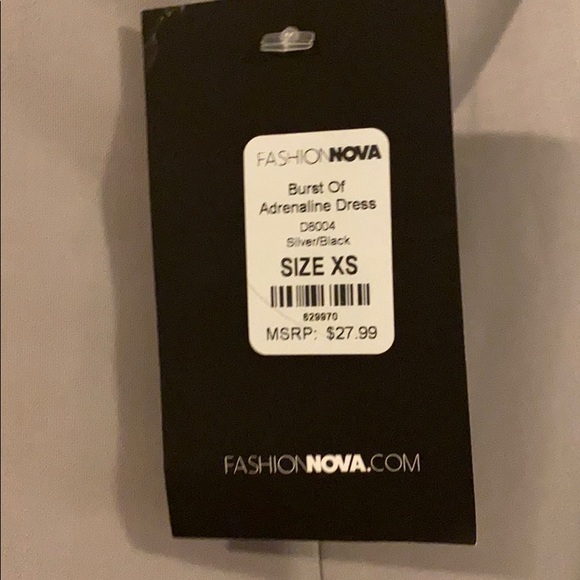 FASHIONNOVA
Burst Of
Adrenaline Dress
D8004
Silver/Black
SIZE XS
629970
MSRP: $27.99
FASHIONNOVA.COM